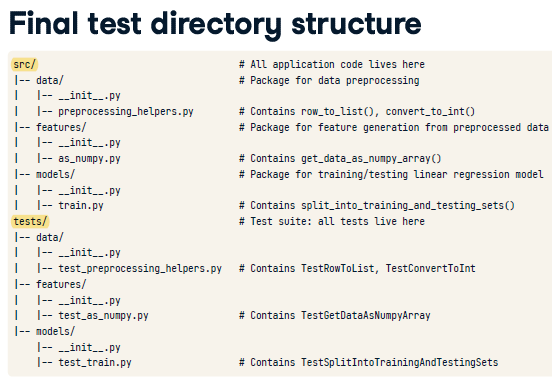 Final test directory structure
src/                                    # All application code lives here
|-- data/                               # Package for data preprocessing
|   |-- __init__.py
|   |-- preprocessing_helpers.py        # Contains row_to_list(), convert_to_int()
|-- features/                           # Package for feature generation from preprocessed data
|   |-- __init__.py
|   |-- as_numpy.py                     # Contains get_data_as_numpy_array()
|-- models/                             # Package for training/testing linear regression model
|   |-- __init__.py
|   |-- train.py                        # Contains split_into_training_and_testing_sets()
tests/                                  # Test suite: all tests live here
|-- data/
|   |-- __init__.py
|   |-- test_preprocessing_helpers.py   # Contains TestRowToList, TestConvertToInt
|-- features/
|   |-- __init__.py
|   |-- test_as_numpy.py                # Contains TestGetDataAsNumpyArray
|-- models/
    |-- __init__.py
    |-- test_train.py                   # Contains TestSplitIntoTrainingAndTestingSets